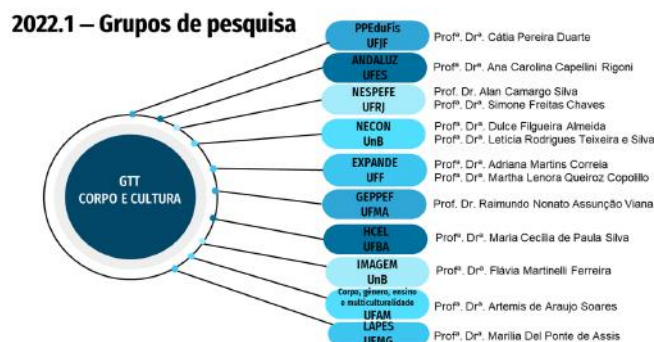 2022.1 – Grupos de pesquisa
GTT
CORPO E CULTURA
PPEduFis
UFJF
Profª. Drª. Cátia Pereira Duarte
ANDALUZ
UFES
Profª. Drª. Ana Carolina Capellini Rigoni
NESPEFE
UFRJ
Prof. Dr. Alan Camargo Silva
Profª. Drª. Simone Freitas Chaves
NECON
UnB
Profª. Drª. Dulce Filgueira Almeida
Profª. Drª. Leticia Rodrigues Teixeira e Silva
EXPANDE
UFF
Profª. Drª. Adriana Martins Correia
Profª. Drª. Martha Lenora Queiroz Copolillo
GEPPEF
UFMA
Prof. Dr. Raimundo Nonato Assunção Viana
HCEL
UFBA
Profª. Drª. Maria Cecília de Paula Silva
IMAGEM
UnB
Profª. Drª. Flávia Martinelli Ferreira
Corpo, gênero, ensino
e multiculturalidade
UFAM
Profª. Drª. Artemis de Araujo Soares
LAPES
UFMG
Profª. Drª. Marília Del Ponte de Assis